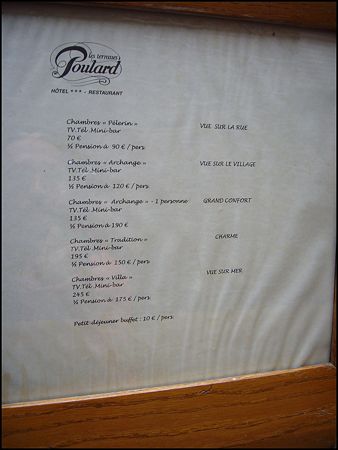 les terrasses
Poulard
HÔTEL *** - RESTAURANT
Chambres « Pèlerin » VUE SUR LA RUE
TV.Tél.Mini-bar
70 €
½ Pension à 90 € / pers
Chambres « Archange » VUE SUR LE VILLAGE
TV.Tél.Mini-bar
135 €
½ Pension à 120 € / pers.
Chambres « Archange » - 1 personne GRAND CONFORT
TV.Tél.Mini-bar
135 €
½ Pension à 190 €
Chambres « Tradition » CHARME
TV.Tél.Mini-bar
195 €
½ Pension à 150 € / pers.
Chambres « Villa » VUE SUR MER
TV.Tél.Mini-bar
245 €
½ Pension à 175 € / pers.
Petit déjeuner buffet : 10 € / pers.